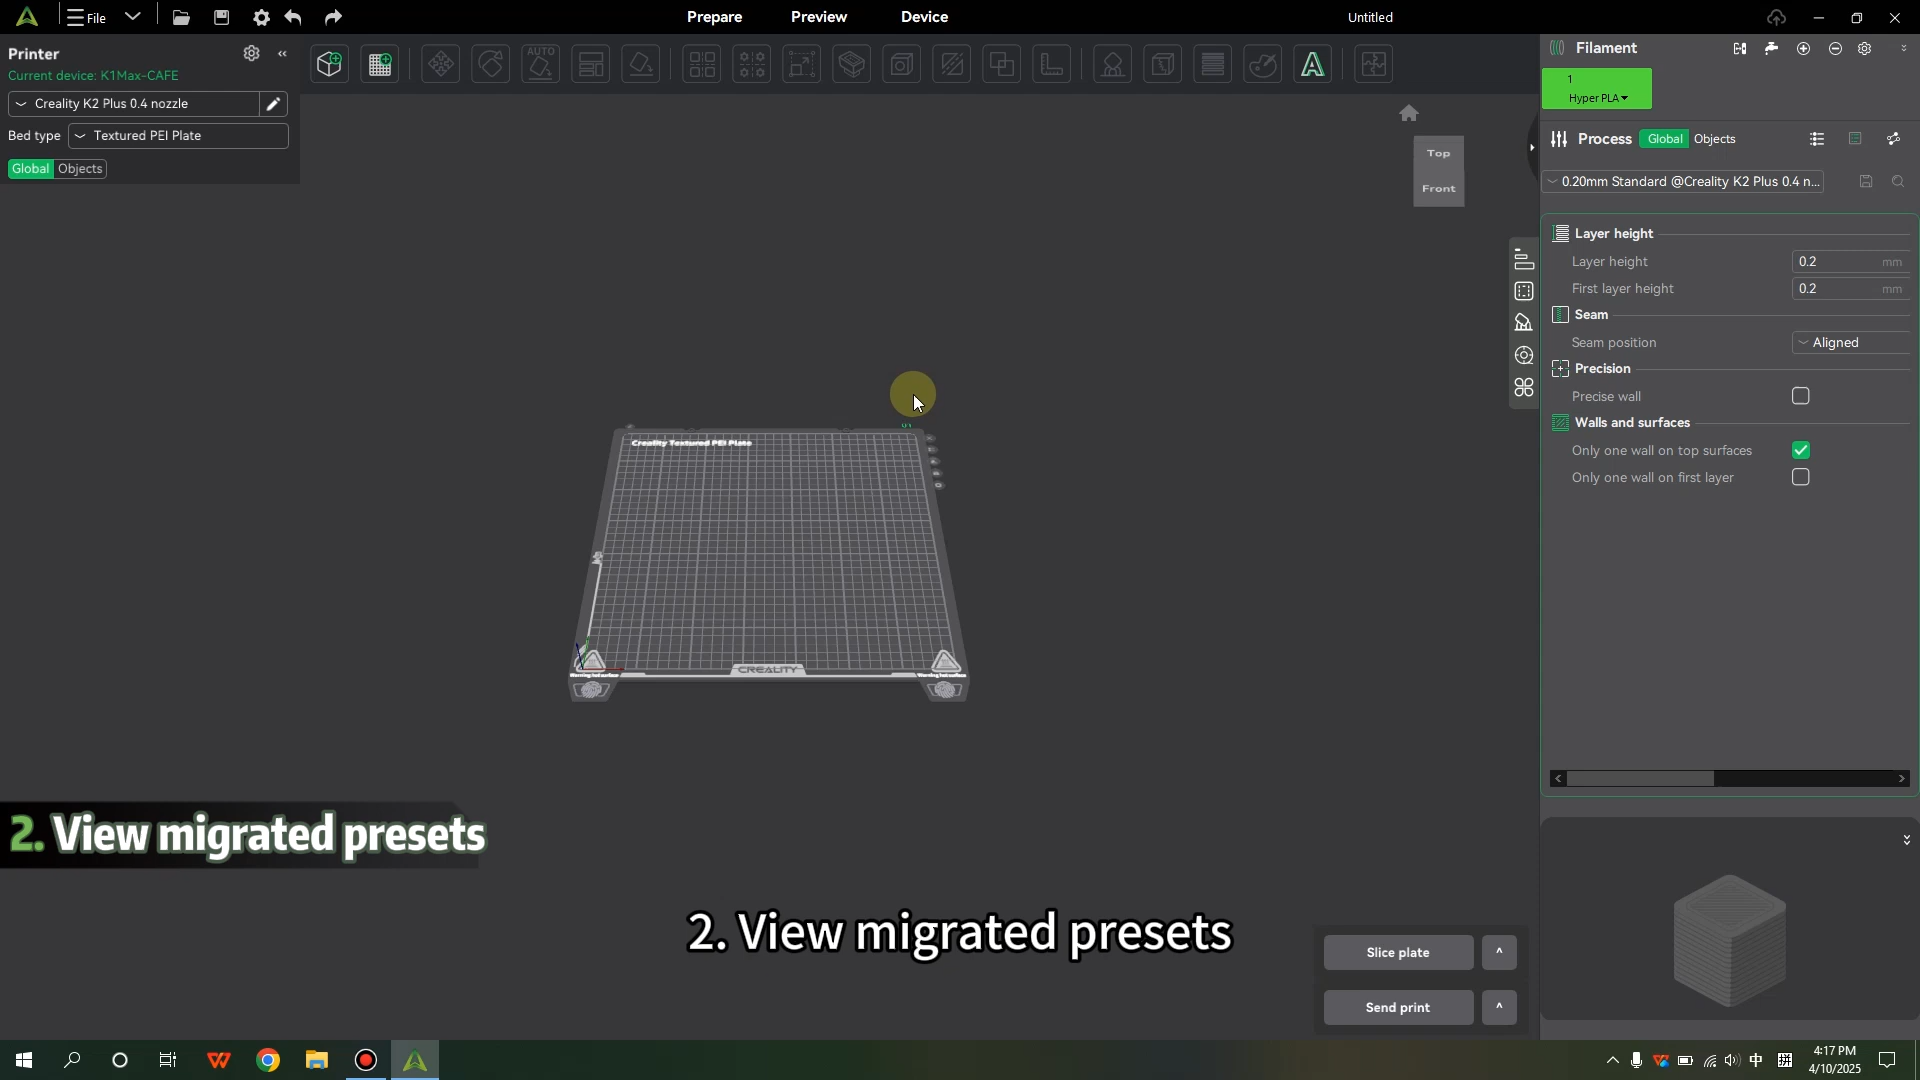 File
Prepare
Preview
Device
Untitled
Printer
Current device: K1Max-CAFE
Creality K2 Plus 0.4 nozzle
Bed type
Textured PEI Plate
Global
Objects
AUTO
Top
Front
Filament
1
Hyper PLA
Process
Global
Objects
0.20mm Standard @Creality K2 Plus 0.4 n...
Layer height
Layer height
0.2
mm
First layer height
0.2
mm
Seam
Seam position
Aligned
Precision
Precise wall
Walls and surfaces
Only one wall on top surfaces
Only one wall on first layer
Creality Textured PEI Plate
CREALITY
2. View migrated presets
2. View migrated presets
Slice plate
Send print
中
拼
4:17 PM
4/10/2025